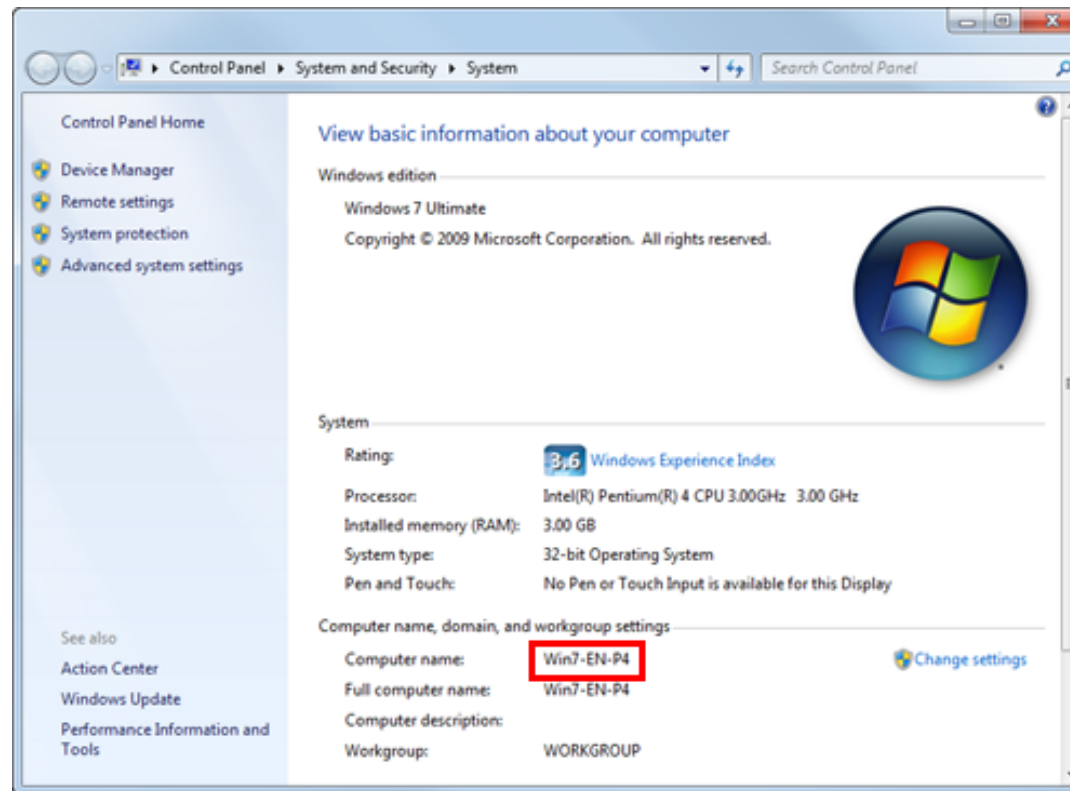 Control Panel ▸ System and Security ▸ System
Search Control Panel
Control Panel Home
Device Manager
Remote settings
System protection
Advanced system settings
See also
Action Center
Windows Update
Performance Information and
Tools
View basic information about your computer
Windows edition
Windows 7 Ultimate
Copyright © 2009 Microsoft Corporation. All rights reserved.
System
Rating: 3,6 Windows Experience Index
Processor: Intel(R) Pentium(R) 4 CPU 3.00GHz 3.00 GHz
Installed memory (RAM): 3.00 GB
System type: 32-bit Operating System
Pen and Touch: No Pen or Touch Input is available for this Display
Computer name, domain, and workgroup settings
Computer name: Win7-EN-P4 Change settings
Full computer name: Win7-EN-P4
Computer description:
Workgroup: WORKGROUP